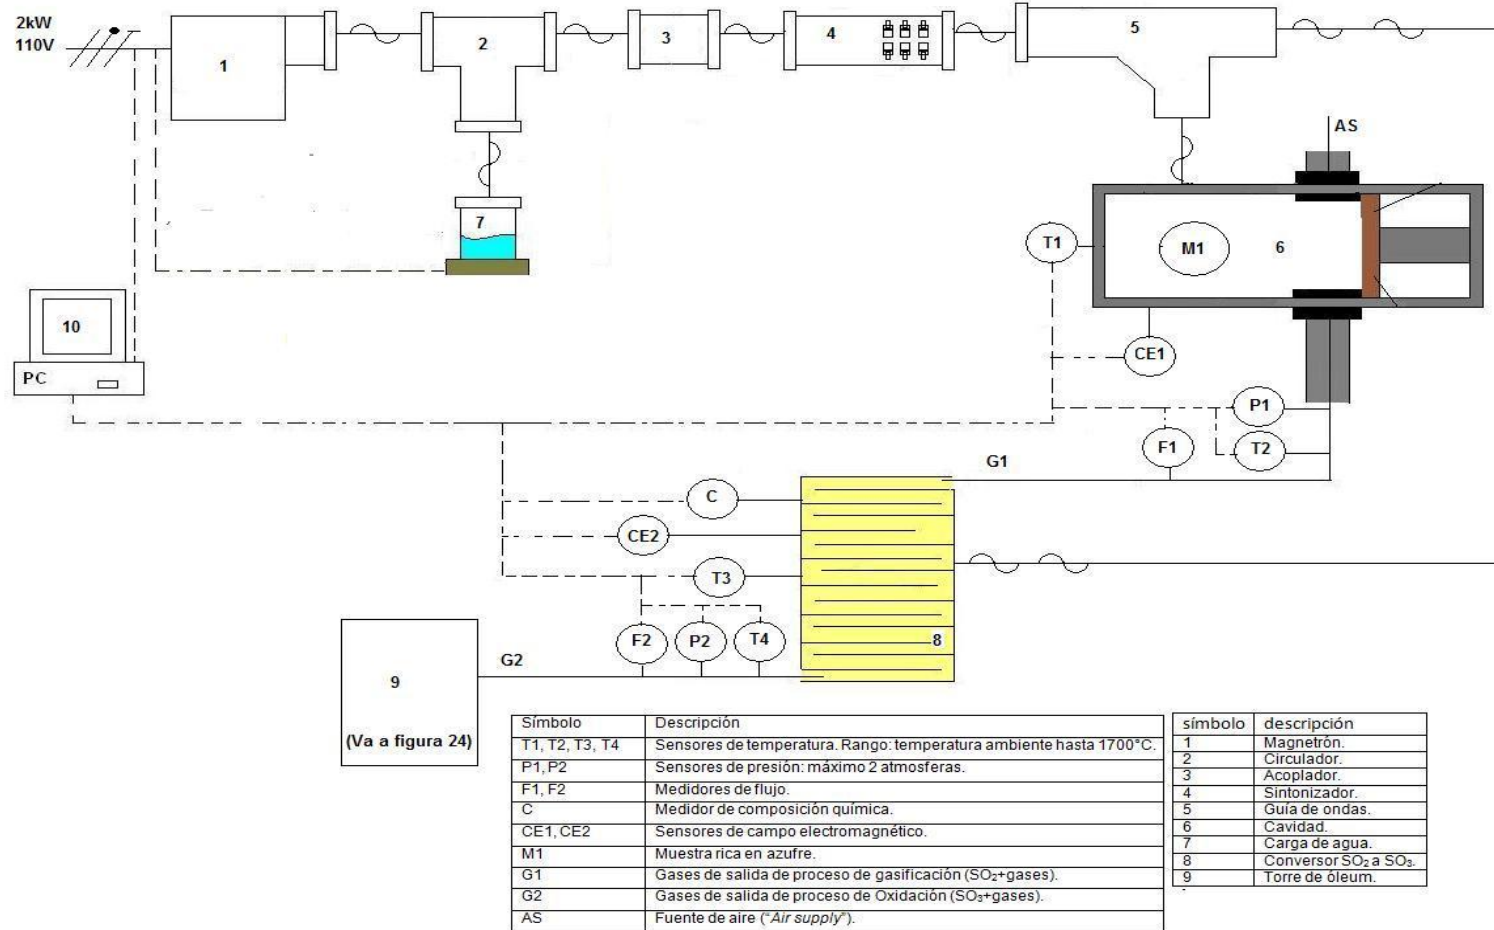 2kW
110V
1
2
3
4
5
AS
7
T1
M1
6
10
PC
CE1
P1
F1
T2
G1
C
CE2
T3
F2
P2
T4
8
G2
9
(Va a figura 24)
Símbolo Descripción
T1, T2, T3, T4 Sensores de temperatura. Rango: temperatura ambiente hasta 1700°C.
P1, P2 Sensores de presión: máximo 2 atmosferas.
F1, F2 Medidores de flujo.
C Medidor de composición química.
CE1, CE2 Sensores de campo electromagnético.
M1 Muestra rica en azufre.
G1 Gases de salida de proceso de gasificación (SO₂+gases).
G2 Gases de salida de proceso de Oxidación (SO₃+gases).
AS Fuente de aire ("Air supply").
símbolo descripción
1 Magnetrón.
2 Circulador.
3 Acoplador.
4 Sintonizador.
5 Guía de ondas.
6 Cavidad.
7 Carga de agua.
8 Conversor SO₂ a SO₃.
9 Torre de óleum.